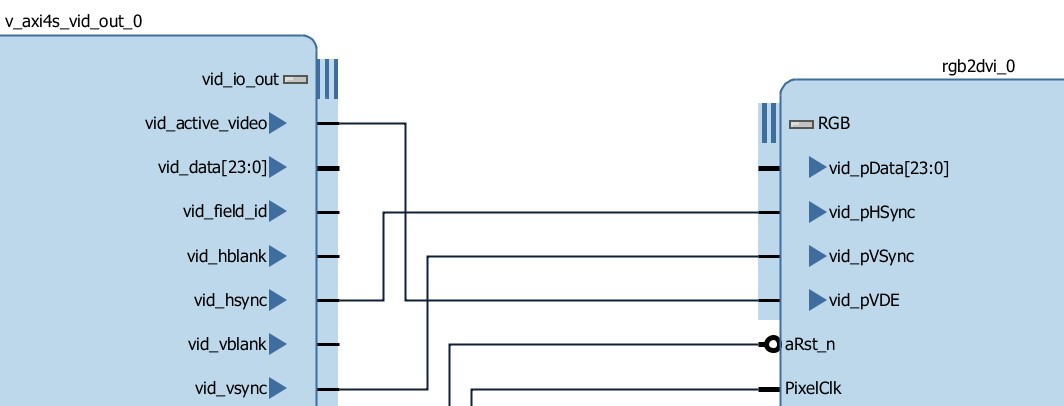 v_axi4s_vid_out_0
vid_io_out
vid_active_video
vid_data[23:0]
vid_field_id
vid_hblank
vid_hsync
vid_vblank
vid_vsync
rgb2dvi_0
RGB
vid_pData[23:0]
vid_pHSync
vid_pVSync
vid_pVDE
aRst_n
PixelClk